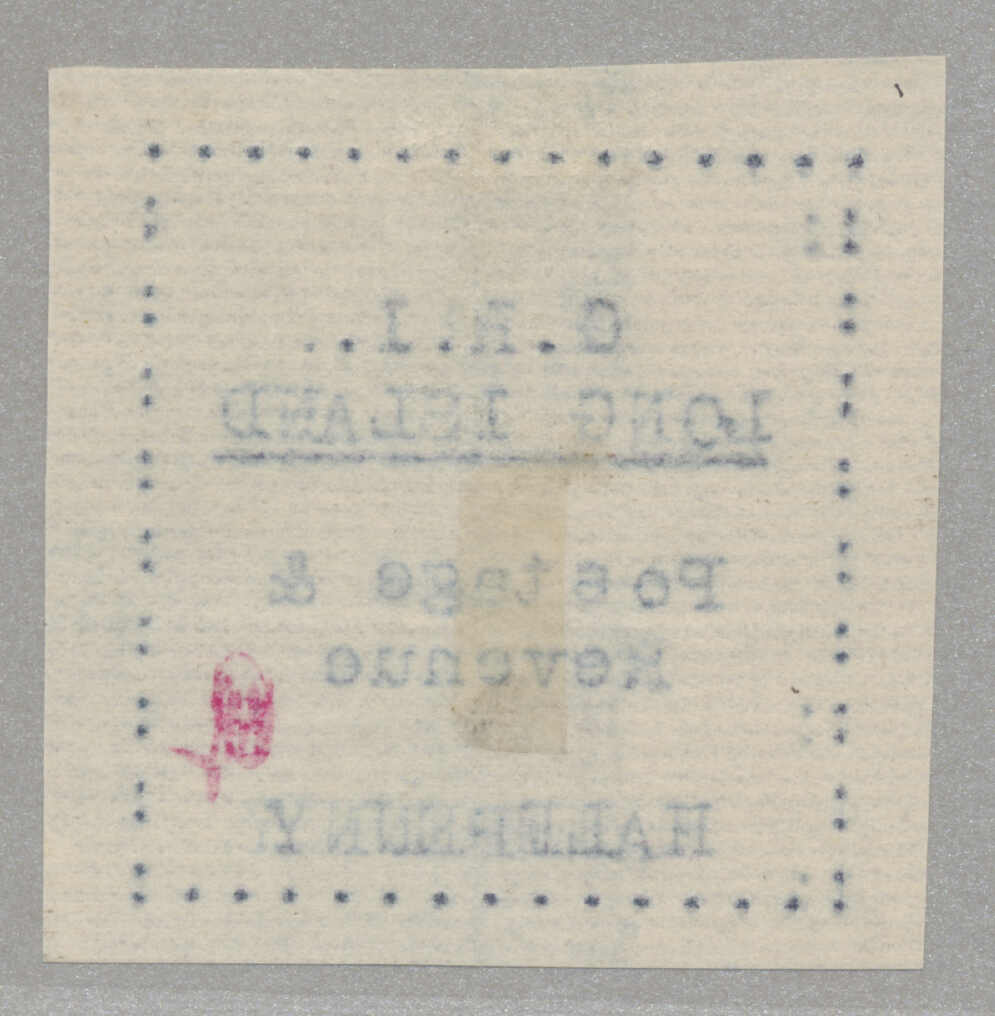 G.R.I..
LONG ISLAND
Postage &
Revenue
HALFPENNY